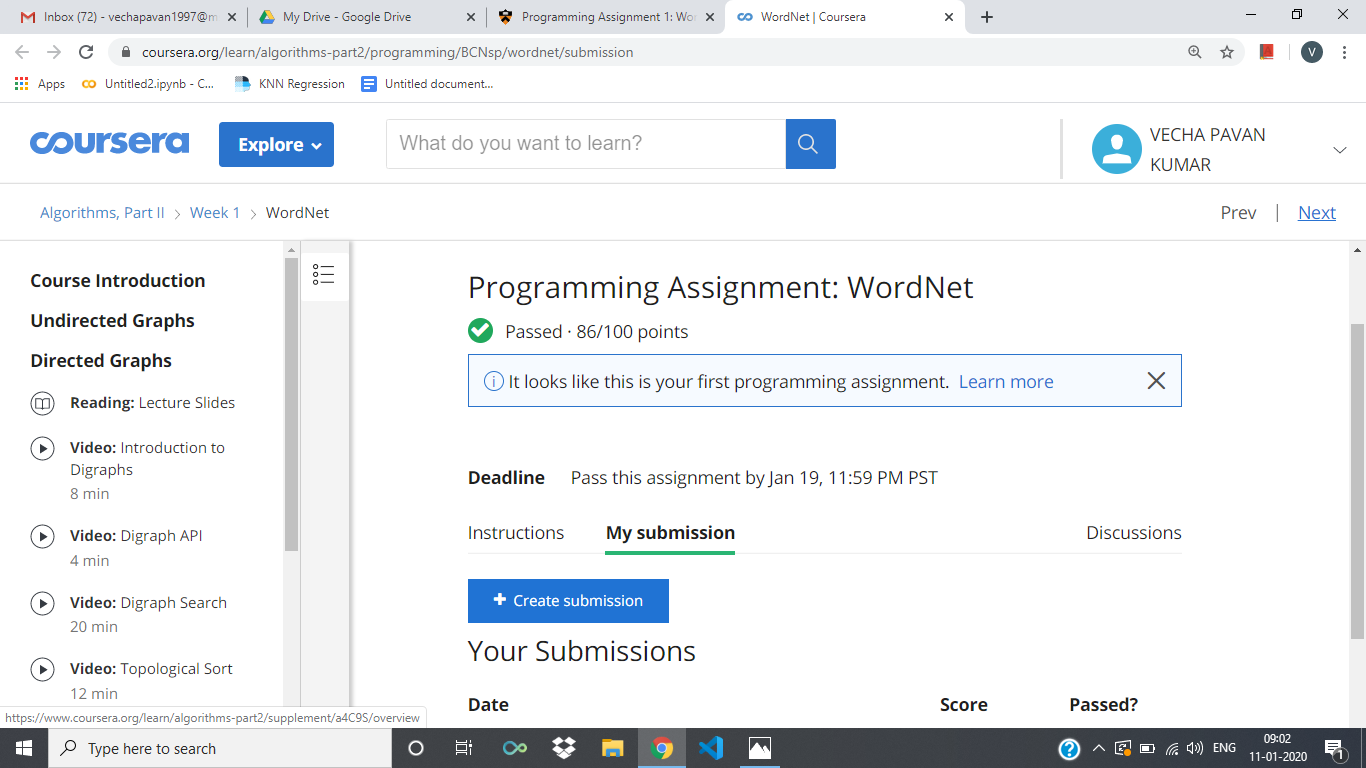 Inbox (72) - vechapavan1997@m
My Drive - Google Drive
Programming Assignment 1: Wor
WordNet | Coursera
coursera.org/learn/algorithms-part2/programming/BCNsp/wordnet/submission
V
Apps
Untitled2.ipynb - C...
KNN Regression
Untitled document...
coursera
Explore
What do you want to learn?
VECHA PAVAN
KUMAR
Algorithms, Part II > Week 1 > WordNet
Prev | Next
Course Introduction
Undirected Graphs
Directed Graphs
Reading: Lecture Slides
Video: Introduction to
Digraphs
8 min
Video: Digraph API
4 min
Video: Digraph Search
20 min
Video: Topological Sort
12 min
Programming Assignment: WordNet
Passed · 86/100 points
It looks like this is your first programming assignment. Learn more
Deadline Pass this assignment by Jan 19, 11:59 PM PST
Instructions My submission Discussions
+ Create submission
Your Submissions
Date Score Passed?
https://www.coursera.org/learn/algorithms-part2/supplement/a4C9S/overview
Type here to search
ENG
09:02
11-01-2020
1